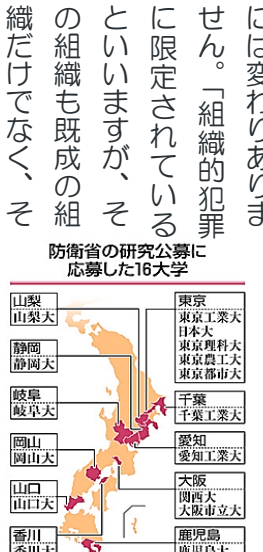 には変わりありま
せん。「組織的犯罪
に限定されている
といいますが、そ
の組織も既成の組
織だけでなく、そ
防衛省の研究公募に
応募した16大学
山梨
山梨大
静岡
静岡大
岐阜
岐阜大
岡山
岡山大
山口
山口大
香川
香川大
東京
東京工業大
日本大
東京理科大
東京農工大
東京都市大
千葉
千葉工業大
愛知
愛知工業大
大阪
関西大
大阪市立大
鹿児島
鹿児島大